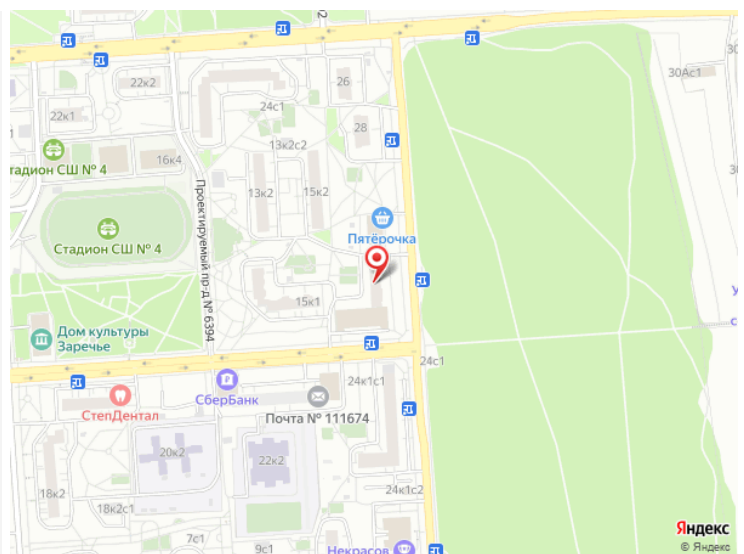 30Ас1
22к2
26
24с1
22к1
28
13к2с2
16к4
тадион СШ № 4
13к2
15к2
Проектируемый пр-д № 6394
Пятёрочка
Стадион СШ № 4
15к1
Дом культуры
Заречье
24с1
СберБанк
24к1с1
СтепДентал
Почта № 111674
20к2
22к2
18к2
24к1с2
18к2с1
7с1
9с1
Некрасов
Яндекс
© Яндекс